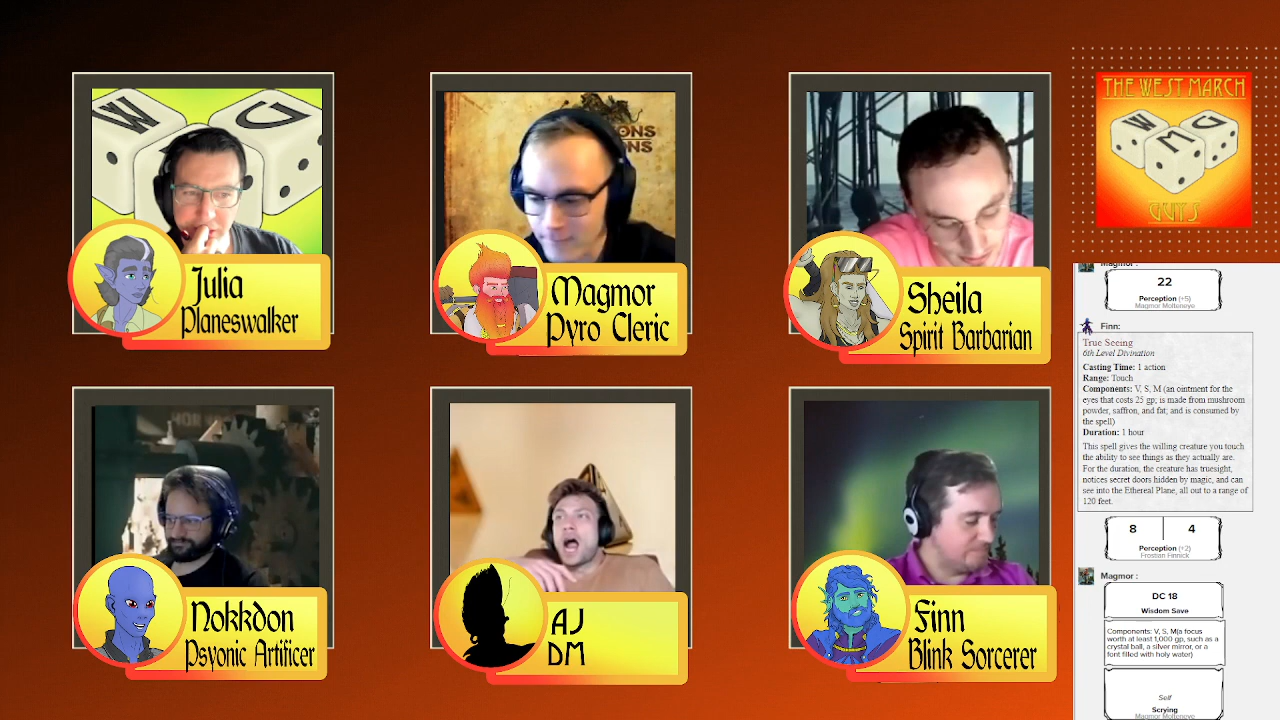 W
G
ONS
NS
Julia
Planeswalker
Magmor
Pyro Cleric
Sheila
Spirit Barbarian
Nokkdon
Psyonic Artificer
AJ
DM
Finn
Blink Sorcerer
THE WEST MARCH
W
M
G
GUYS
Magmor :
22
Perception (+5)
Magmor Molteneye
Finn:
True Seeing
6th Level Divination
Casting Time: 1 action
Range: Touch
Components: V, S, M (an ointment for the
eyes that costs 25 gp; is made from mushroom
powder, saffron, and fat; and is consumed by
the spell)
Duration: 1 hour
This spell gives the willing creature you touch
the ability to see things as they actually are.
For the duration, the creature has truesight,
notices secret doors hidden by magic, and can
see into the Ethereal Plane, all out to a range of
120 feet.
8 4
Perception (+2)
Frostian Finnick
Magmor :
DC 18
Wisdom Save
Components: V, S, M(a focus
worth at least 1,000 gp, such as a
crystal ball, a silver mirror, or a
font filled with holy water)
Self
Scrying
Magmor Molteneye